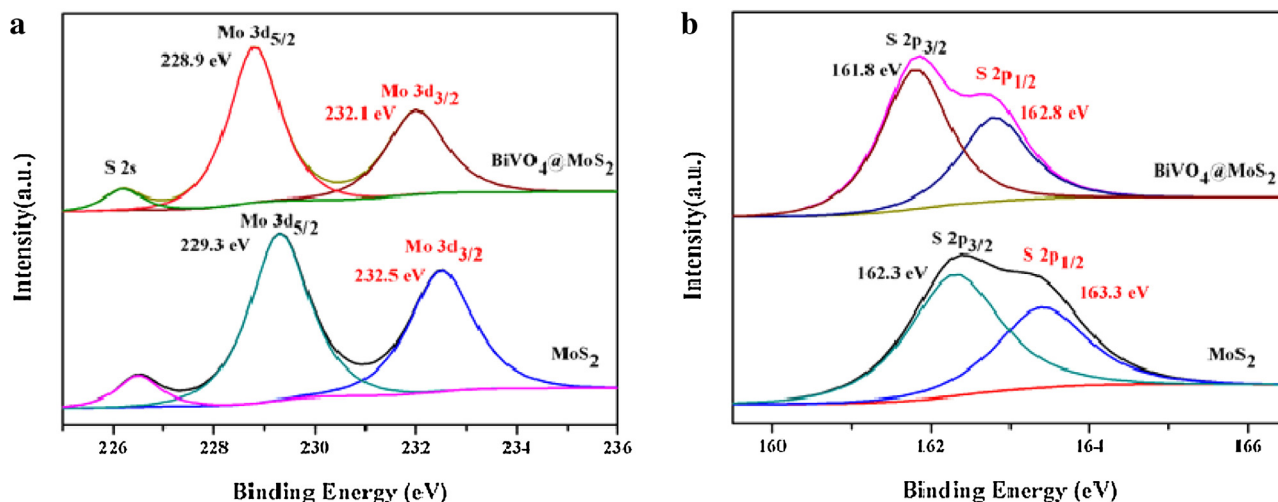 a
Mo 3d5/2
228.9 eV
Mo 3d3/2
232.1 eV
S 2s
BiVO4@MoS2
Mo 3d5/2
229.3 eV
Mo 3d3/2
232.5 eV
MoS2
Intensity(a.u.)
226 228 230 232 234 236
Binding Energy (eV)
b
S 2p3/2
161.8 eV
S 2p1/2
162.8 eV
BiVO4@MoS2
S 2p3/2
162.3 eV
S 2p1/2
163.3 eV
MoS2
Intensity(a.u.)
160 162 164 166
Binding Energy (eV)